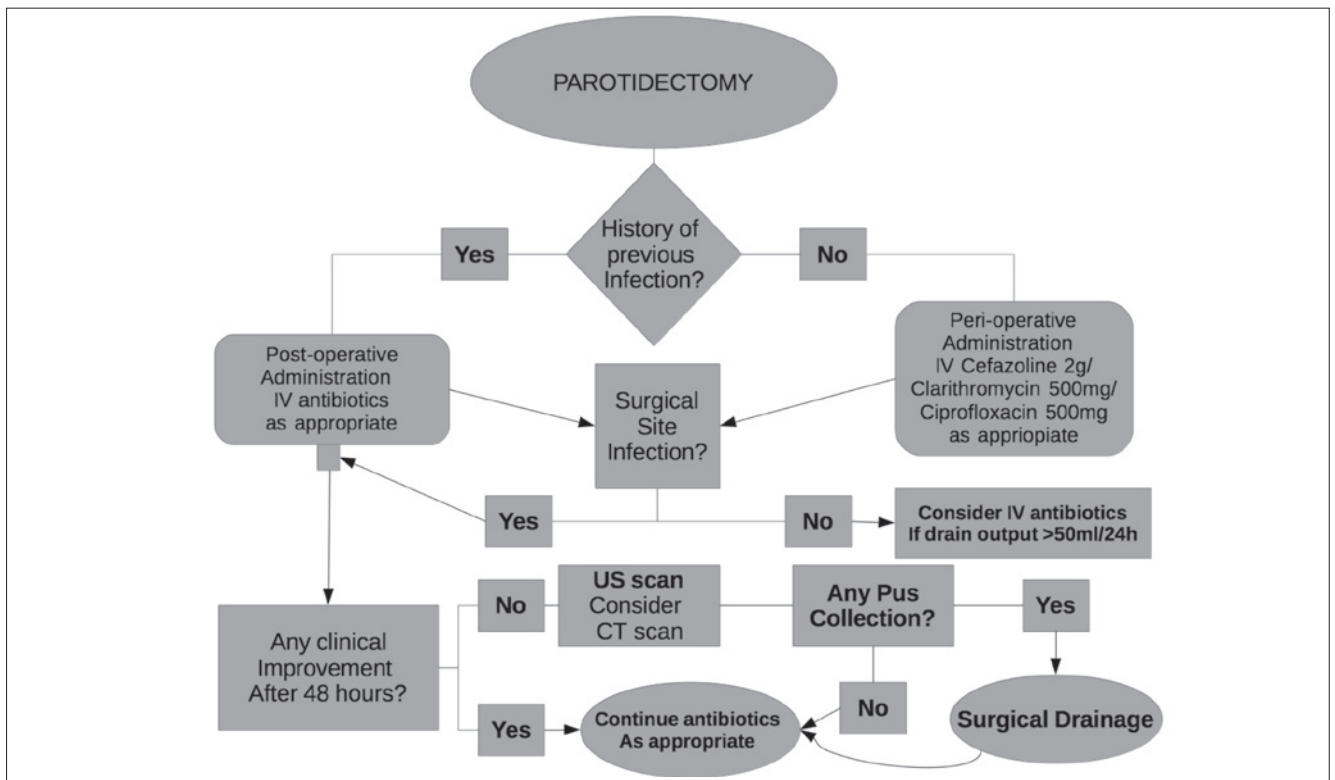 PAROTIDECTOMY
History of
previous
Infection?
Yes
No
Post-operative
Administration
IV antibiotics
as appropriate
Peri-operative
Administration
IV Cefazoline 2g/
Clarithromycin 500mg/
Ciprofloxacin 500mg
as appriopiate
Surgical
Site
Infection?
Yes
No
Consider IV antibiotics
If drain output >50ml/24h
Any clinical
Improvement
After 48 hours?
No
US scan
Consider
CT scan
Any Pus
Collection?
Yes
No
Yes
Continue antibiotics
As appropriate
Surgical Drainage